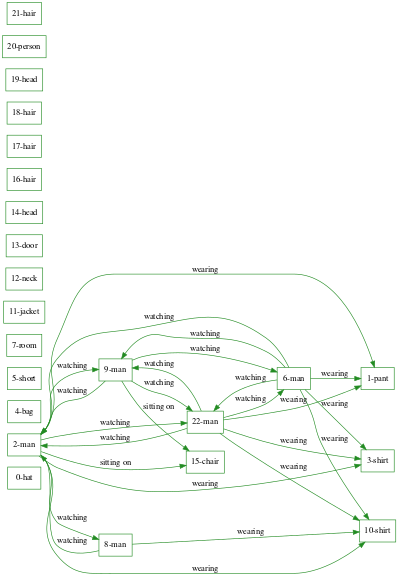 21-hair
20-person
19-head
18-hair
17-hair
16-hair
14-head
13-door
12-neck
wearing
11-jacket
watching
7-room
watching
watching
9-man
watching
6-man
wearing
1-pant
5-short
watching
watching
watching
wearing
sitting on
wearing
4-bag
22-man
watching
2-man
watching
wearing
3-shirt
sitting on
15-chair
wearing
0-hat
wearing
watching
10-shirt
wearing
watching
8-man
wearing